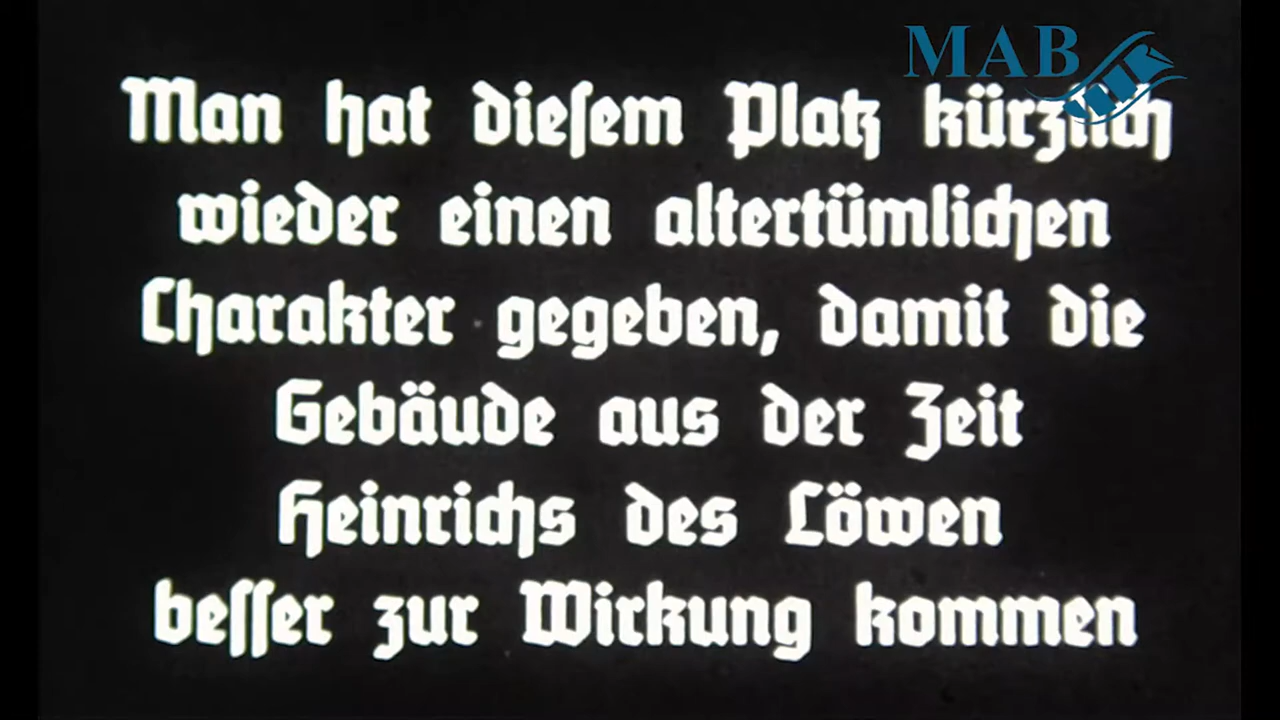 MAB
Man hat dieſem Platz kürzlich
wieder einen altertümlichen
Charakter gegeben, damit die
Gebäude aus der Zeit
Heinrichs des Löwen
beſſer zur Wirkung kommen